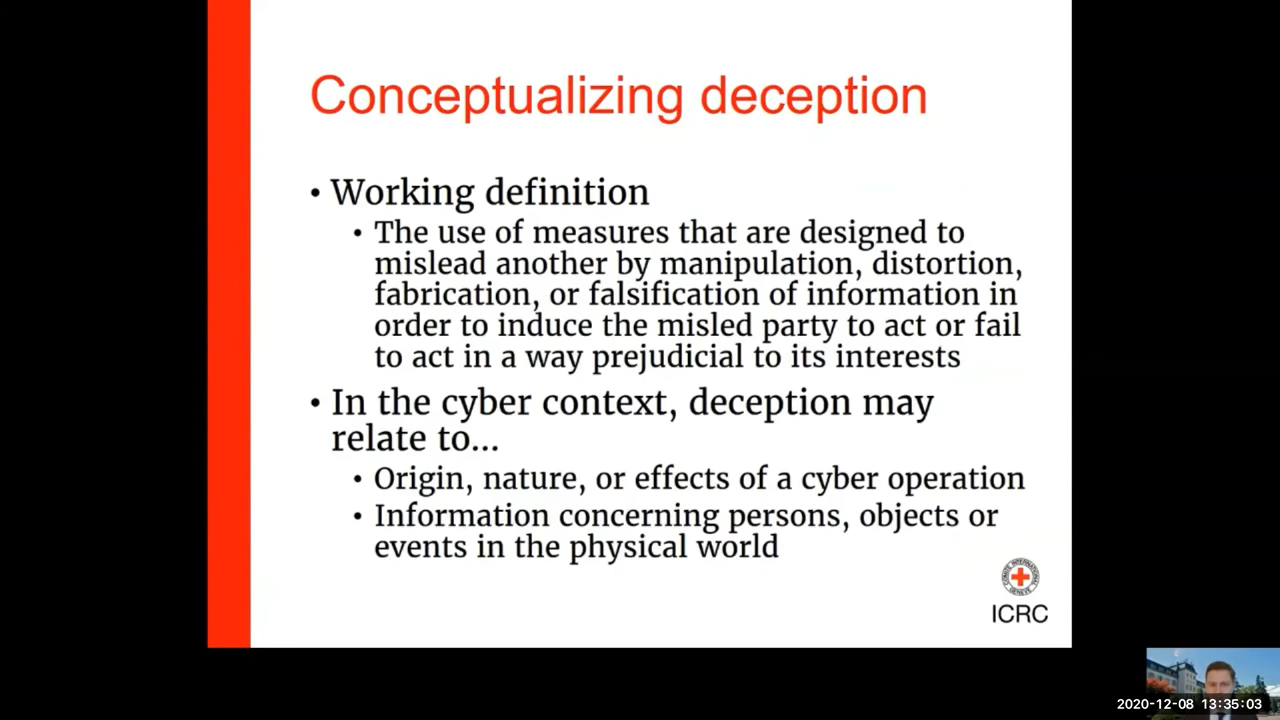 Conceptualizing deception
• Working definition
• The use of measures that are designed to
mislead another by manipulation, distortion,
fabrication, or falsification of information in
order to induce the misled party to act or fail
to act in a way prejudicial to its interests
• In the cyber context, deception may
relate to...
• Origin, nature, or effects of a cyber operation
• Information concerning persons, objects or
events in the physical world
COMITE INTERNATIONAL
GENEVE
ICRC
2020-12-08 13:35:03